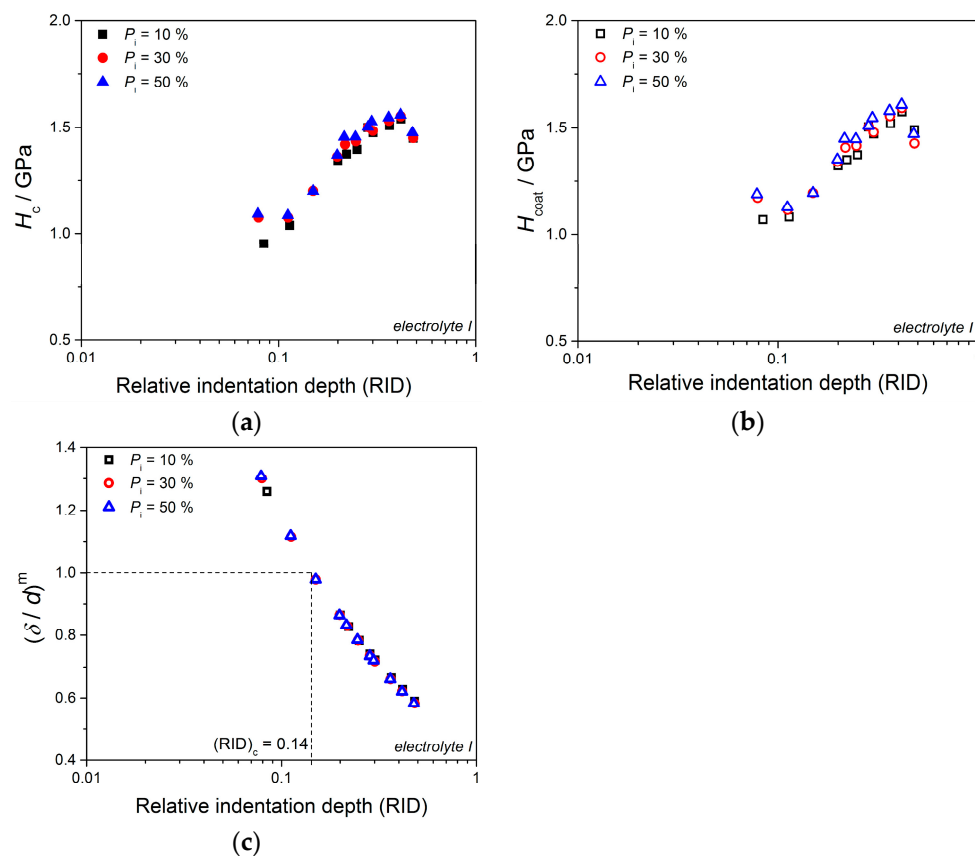 2.0
1.5
1.0
0.5
H_c / GPa
P_i = 10 %
P_i = 30 %
P_i = 50 %
electrolyte I
0.01
0.1
1
Relative indentation depth (RID)
(a)
2.0
1.5
1.0
0.5
H_coat / GPa
P_i = 10 %
P_i = 30 %
P_i = 50 %
electrolyte I
0.01
0.1
Relative indentation depth (RID)
(b)
1.4
1.2
1.0
0.8
0.6
0.4
(δ / d)^m
P_i = 10 %
P_i = 30 %
P_i = 50 %
(RID)_c = 0.14
electrolyte I
0.01
0.1
1
Relative indentation depth (RID)
(c)